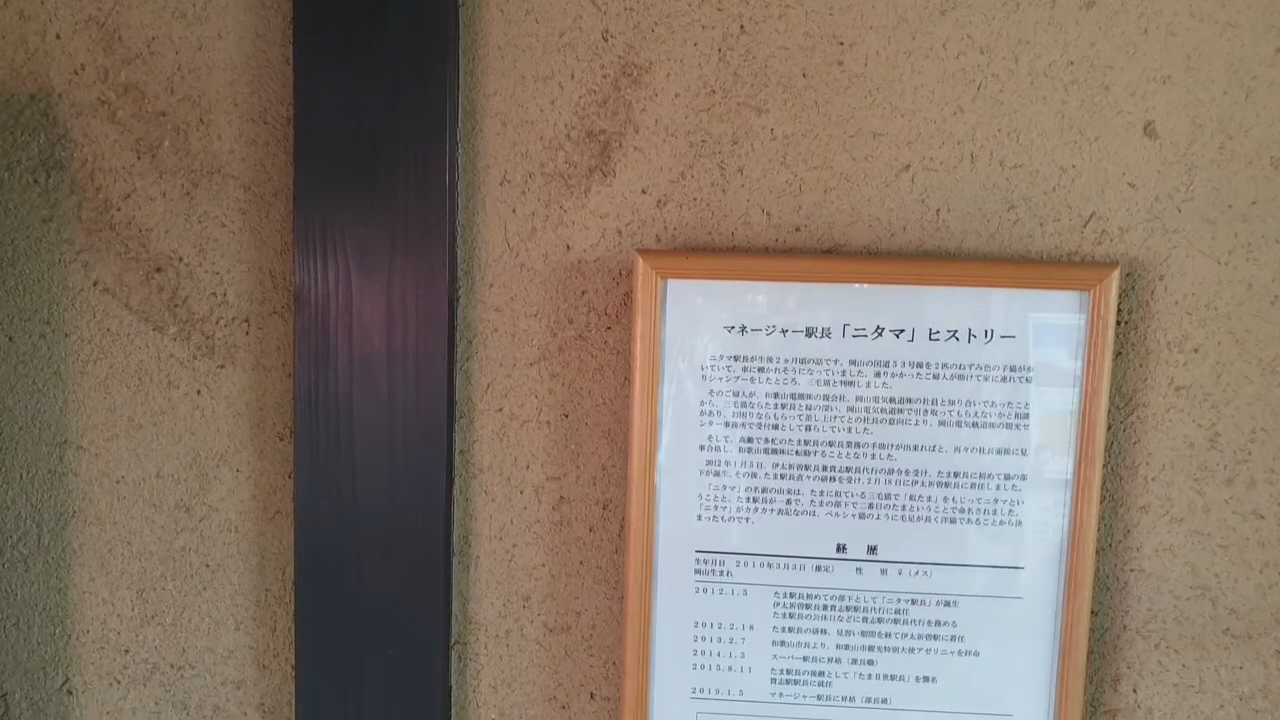 マネージャー駅長「ニタマ」ヒストリー
ニタマ駅長が生後2ヵ月頃の話です。岡山の国道53号線を2匹のねずみ色の子猫が歩
いていて、車に轢かれそうになっていました。通りかかったご婦人が助けて家に連れて帰
りシャンプーをしたところ、三毛猫と判明しました。
そのご婦人が、和歌山電鐵㈱の親会社、岡山電気軌道㈱の社員と知り合いであったこと
から、三毛猫ならたま駅長と縁の深い、岡山電気軌道㈱で引き取ってもらえないかと相談
があり、お困りならもらって差し上げてとの社長の意向により、岡山電気軌道㈱の観光セ
ンター事務所で受付嬢として暮らしていました。
そして、高齢で多忙のたま駅長の駅長業務の手助けが出来ればと、再々の社長面接に見
事合格し、和歌山電鐵㈱に転勤することとなりました。
2012年1月5日、伊太祈曽駅長兼貴志駅長代行の辞令を受け、たま駅長に初めて猫の部
下が誕生。その後、たま駅長直々の研修を受け、2月18日に伊太祈曽駅長に着任しました。
「ニタマ」の名前の由来は、たまに似ている三毛猫で「似たま」をもじってニタマとい
うことと、たま駅長が一番で、たまの部下で二番目のたまということで命名されました。
「ニタマ」がカタカナ表記なのは、ペルシャ猫のように毛足が長く洋猫であることから決
まったものです。
経 歴
生年月日 2010年3月3日(推定) 性 別 ♀(メス)
岡山生まれ
2012.1.5 たま駅長初めての部下として「ニタマ駅長」が誕生
伊太祈曽駅長兼貴志駅駅長代行に就任
たま駅長の公休日などに貴志駅の駅長代行を務める
2012.2.18 たま駅長の研修、見習い期間を経て伊太祈曽駅に着任
2013.2.7 和歌山市長より、和歌山市観光特別大使アゼリニャを拝命
2014.1.5 スーパー駅長に昇格(課長職)
2015.8.11 たま駅長の後継として「たまⅡ世駅長」を襲名
貴志駅駅長に就任
2019.1.5 マネージャー駅長に昇格(部長級)